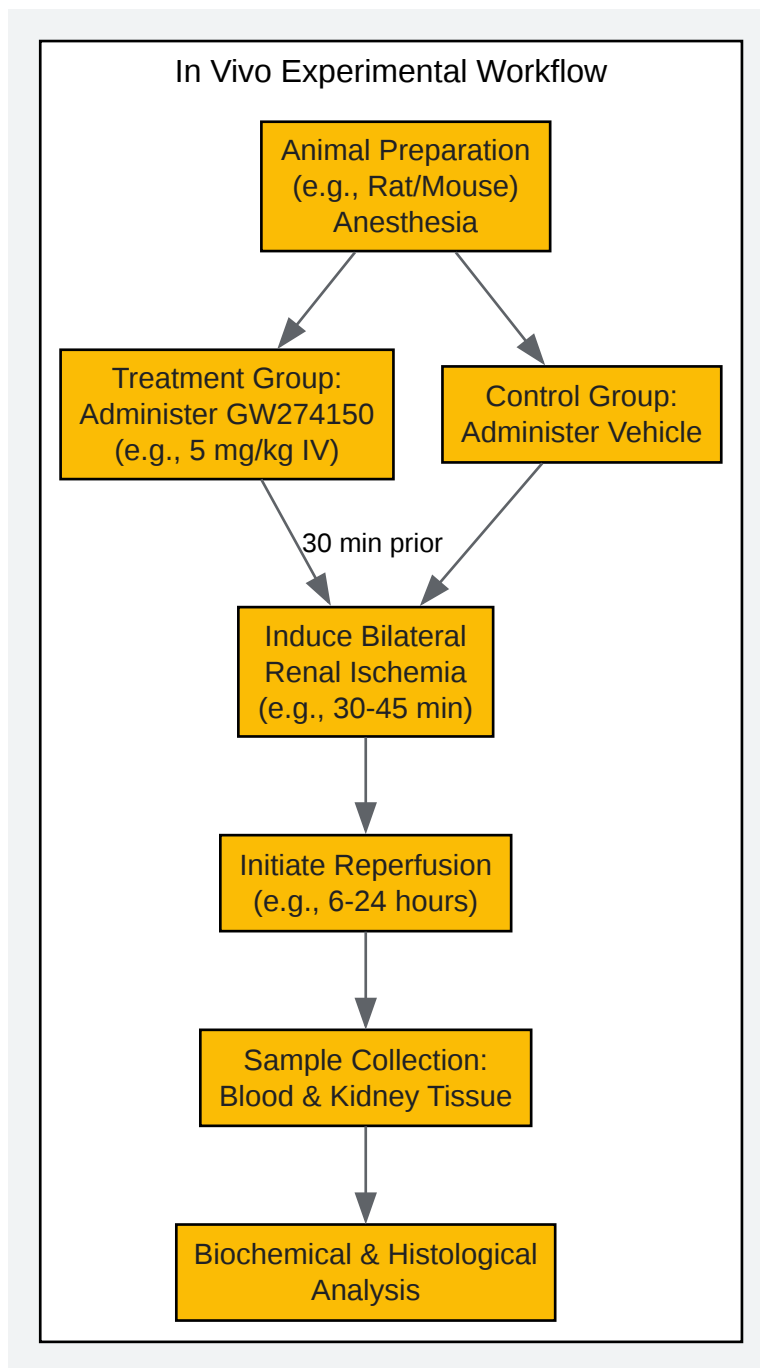 In Vivo Experimental Workflow
Animal Preparation
(e.g., Rat/Mouse)
Anesthesia
Treatment Group:
Administer GW274150
(e.g., 5 mg/kg IV)
Control Group:
Administer Vehicle
30 min prior
Induce Bilateral
Renal Ischemia
(e.g., 30-45 min)
Initiate Reperfusion
(e.g., 6-24 hours)
Sample Collection:
Blood & Kidney Tissue
Biochemical & Histological
Analysis